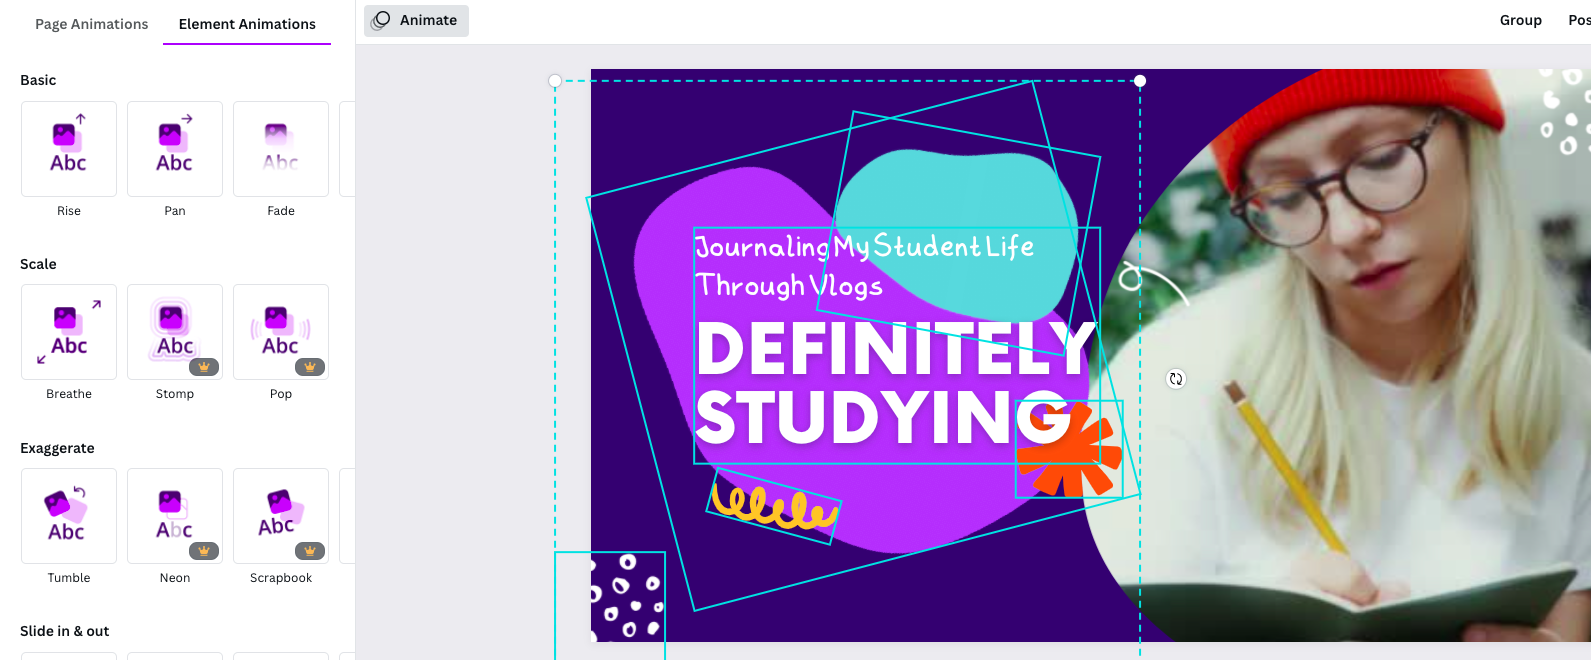 Page Animations
Element Animations
Animate
Group
Pos
Basic
Abc
Abc
Abc
Rise
Pan
Fade
Scale
Abc
Abc
Abc
Breathe
Stomp
Pop
Exaggerate
Abc
Abc
Abc
Tumble
Neon
Scrapbook
Slide in & out
Journaling My Student Life
Through Vlogs
DEFINITELY
STUDYING